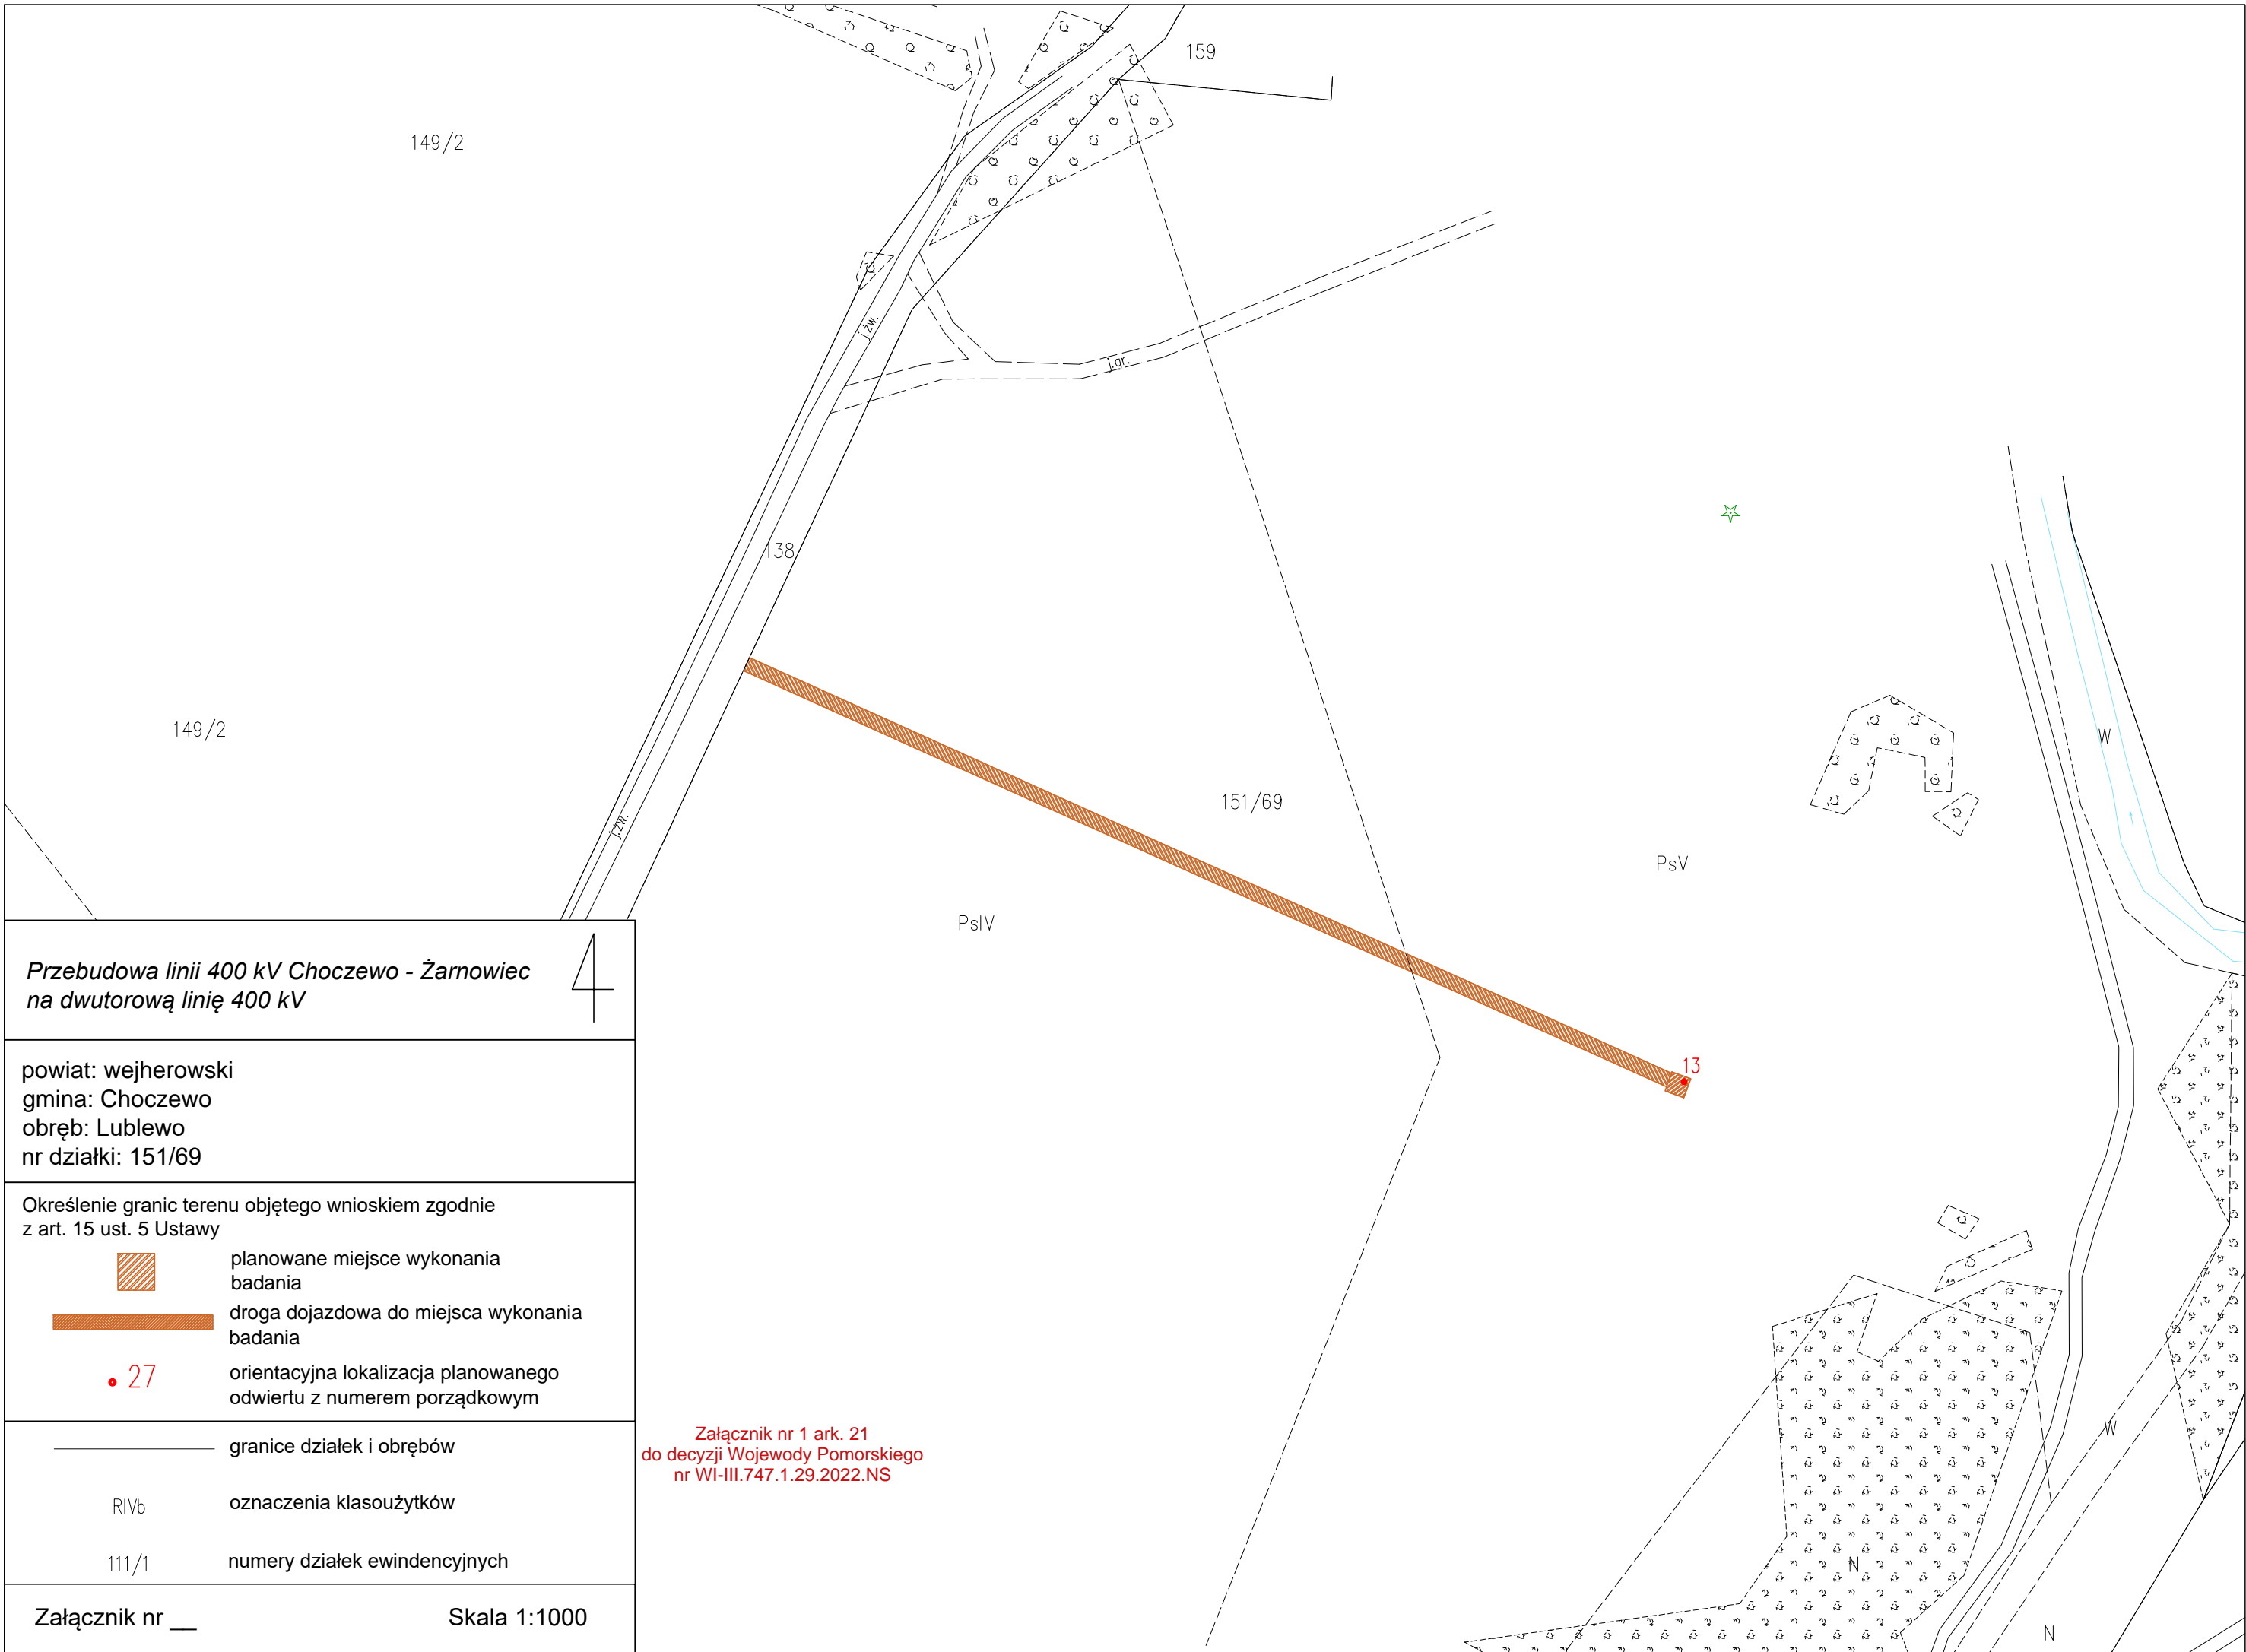 159
149/2
j.żw.
j.gr.
138
149/2
W
j.żw.
151/69
PsV
PsIV
13
W
N
N
Przebudowa linii 400 kV Choczewo - Żarnowiec
na dwutorową linię 400 kV
powiat: wejherowski
gmina: Choczewo
obręb: Lublewo
nr działki: 151/69
Określenie granic terenu objętego wnioskiem zgodnie
z art. 15 ust. 5 Ustawy
planowane miejsce wykonania
badania
droga dojazdowa do miejsca wykonania
badania
27
orientacyjna lokalizacja planowanego
odwiertu z numerem porządkowym
granice działek i obrębów
RIVb oznaczenia klasoużytków
111/1 numery działek ewindencyjnych
Załącznik nr __ Skala 1:1000
Załącznik nr 1 ark. 21
do decyzji Wojewody Pomorskiego
nr WI-III.747.1.29.2022.NS